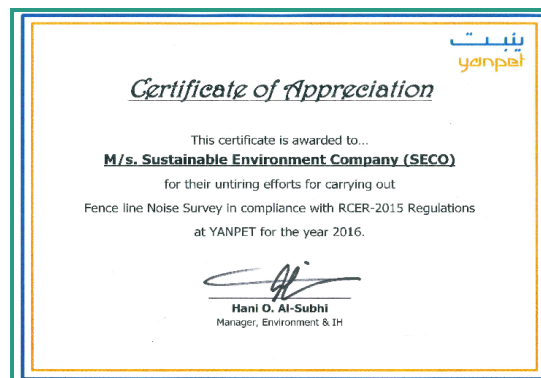 ينبت
yanpet
Certificate of Appreciation
This certificate is awarded to...
M/s. Sustainable Environment Company (SECO)
for their untiring efforts for carrying out
Fence line Noise Survey in compliance with RCER-2015 Regulations
at YANPET for the year 2016.
Hani O. Al-Subhi
Manager, Environment & IH